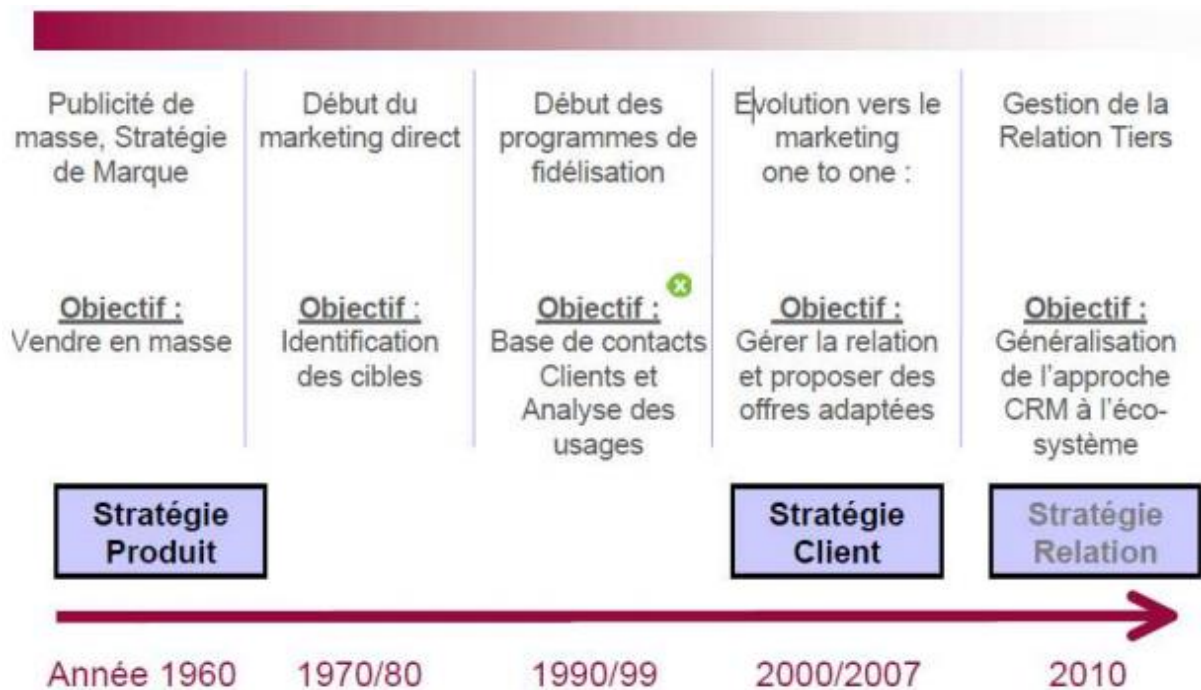 Publicité de
masse, Stratégie
de Marque
Début du
marketing direct
Début des
programmes de
fidélisation
Evolution vers le
marketing
one to one :
Gestion de la
Relation Tiers
Objectif :
Vendre en masse
Objectif :
Identification
des cibles
Objectif :
Base de contacts
Clients et
Analyse des
usages
Objectif :
Gérer la relation
et proposer des
offres adaptées
Objectif :
Généralisation
de l'approche
CRM à l'éco-
système
Stratégie
Produit
Stratégie
Client
Stratégie
Relation
Année 1960
1970/80
1990/99
2000/2007
2010